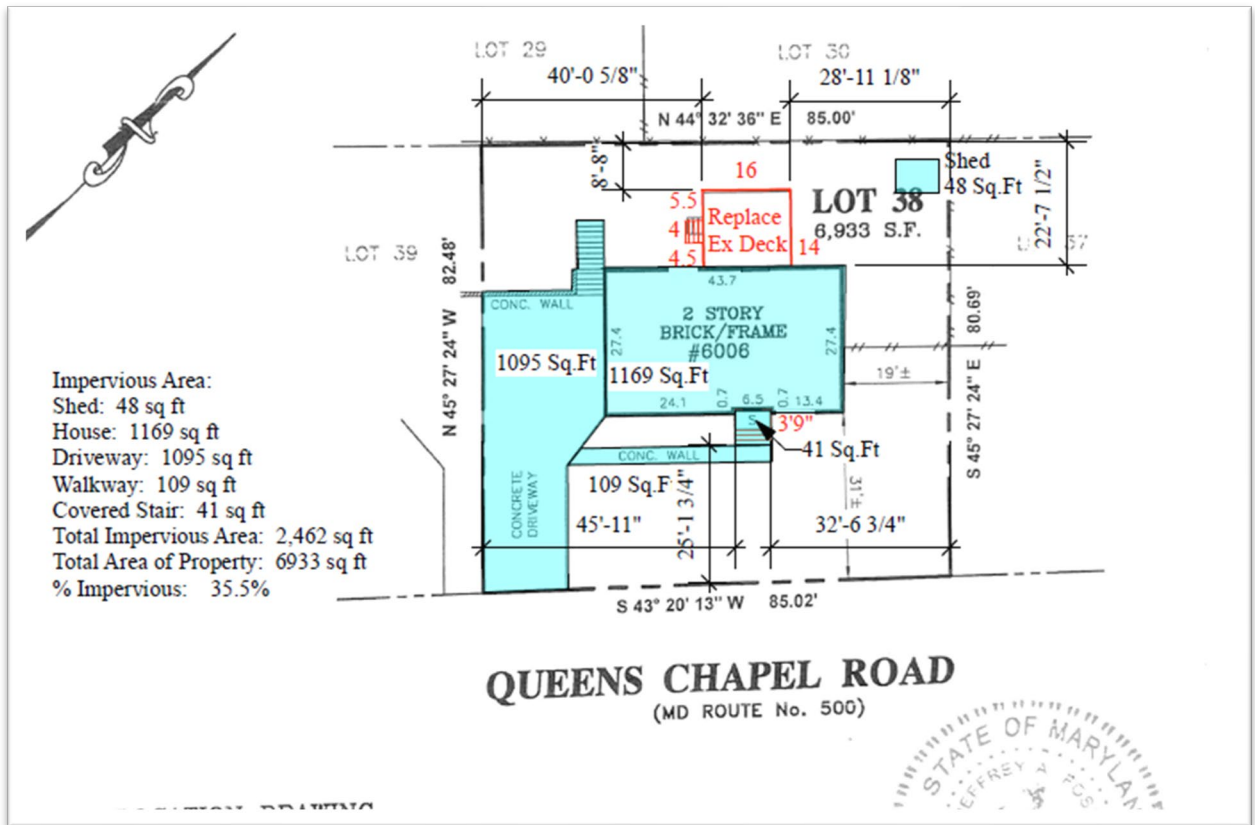 LOT 29
LOT 30
40'-0 5/8"
28'-11 1/8"
N 44° 32' 36" E 85.00'
8'-8"
Shed
48 Sq.Ft
16
5.5
4
4.5
Replace
Ex Deck
14
LOT 38
6,933 S.F.
22'-7 1/2"
37
LOT 39
N 45° 27' 24" W 82.48'
CONC. WALL
43.7
2 STORY
BRICK/FRAME
#6006
27.4
27.4
80.69'
S 45° 27' 24" E
19'±
1095 Sq.Ft
1169 Sq.Ft
24.1
0.7
6.5
0.7
13.4
S
3'9"
41 Sq.Ft
CONC. WALL
109 Sq.F
CONCRETE
DRIVEWAY
45'-11"
25'-1 3/4"
31'±
32'-6 3/4"
S 43° 20' 13" W 85.02'
Impervious Area:
Shed: 48 sq ft
House: 1169 sq ft
Driveway: 1095 sq ft
Walkway: 109 sq ft
Covered Stair: 41 sq ft
Total Impervious Area: 2,462 sq ft
Total Area of Property: 6933 sq ft
% Impervious: 35.5%
QUEENS CHAPEL ROAD
(MD ROUTE No. 500)
STATE OF MARYLAN
EFFREY A FOS
DRAWING